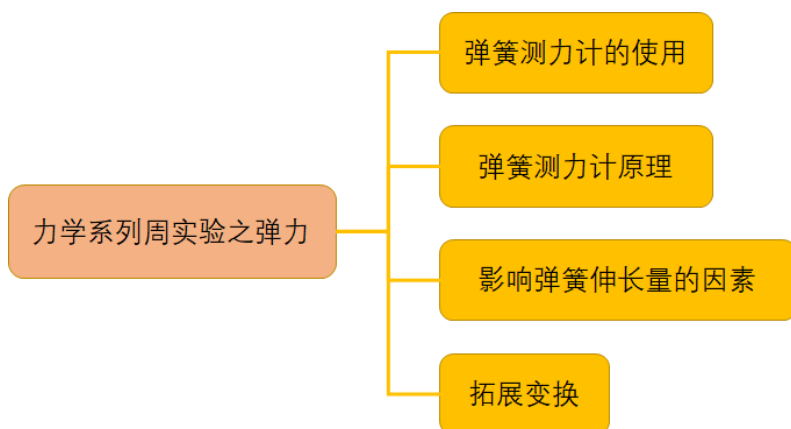 弹簧测力计的使用
弹簧测力计原理
力学系列周实验之弹力
影响弹簧伸长量的因素
拓展变换